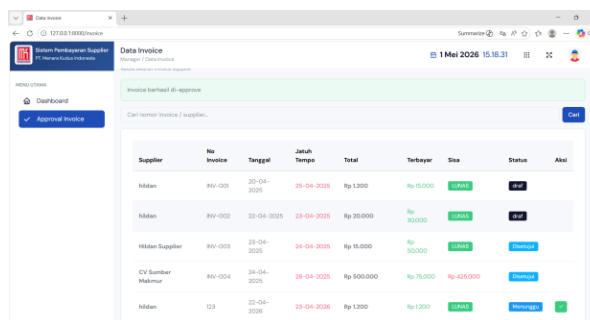 Data Invoice
127.0.0.1:8000/invoice
Summarize
Sistem Pembayaran Supplier
PT. Menara Kudus Indonesia
Data Invoice
Manager / Data Invoice
1 Mei 2026 15.18.31
MENU UTAMA
Dashboard
Approval Invoice
Invoice berhasil di-approve
Cari nomor invoice / supplier...
Cari
Supplier No Invoice Tanggal Jatuh Tempo Total Terbayar Sisa Status Aksi
hildan INV-001 20-04-2025 25-04-2025 Rp 1.200 Rp 15.000 LUNAS draf
hildan INV-002 22-04-2025 23-04-2025 Rp 20.000 Rp 30.000 LUNAS draf
Hildan Supplier INV-003 23-04-2025 24-04-2025 Rp 15.000 Rp 50.000 LUNAS Disetujui
CV Sumber Makmur INV-004 24-04-2025 28-04-2025 Rp 500.000 Rp 75.000 Rp-425.000 Disetujui
hildan 123 22-04-2026 23-04-2026 Rp 1.200 Rp 1.200 LUNAS Menunggu